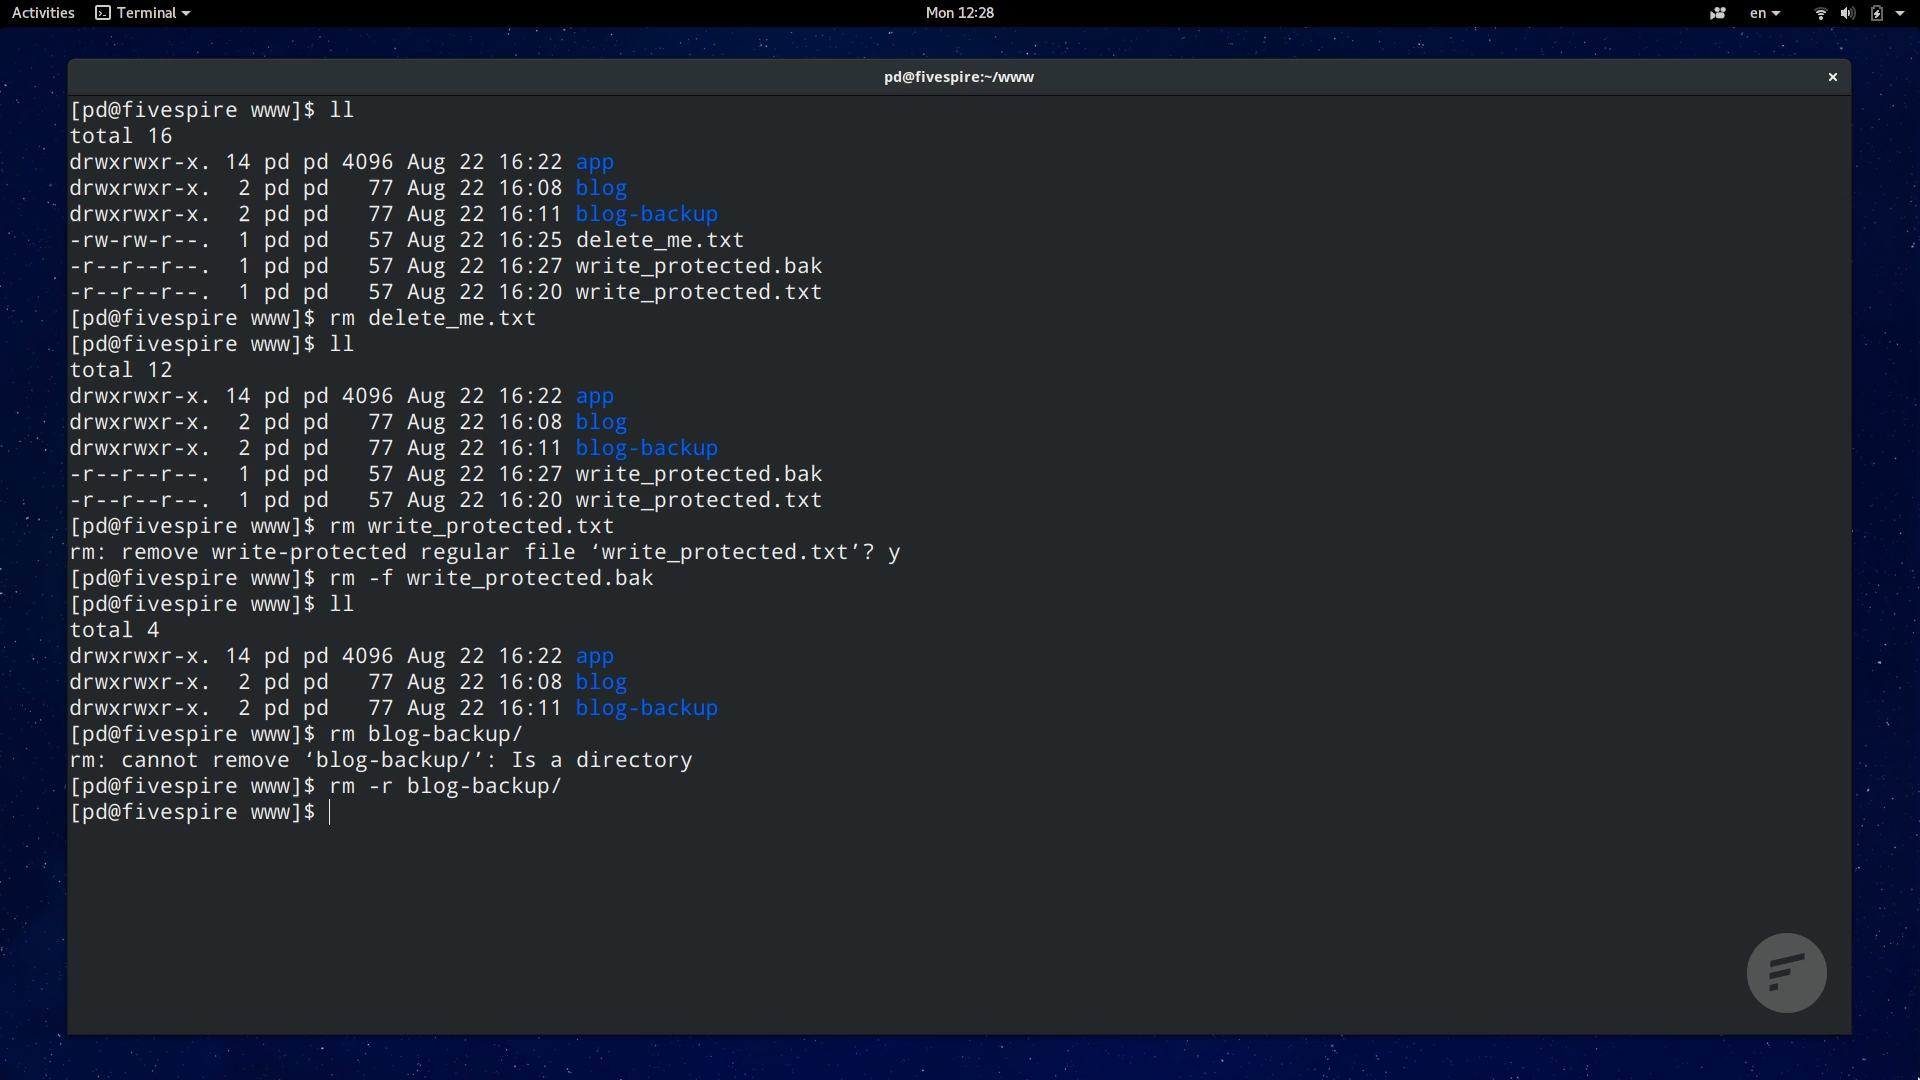 Activities Terminal Mon 12:28 en
pd@fivespire:~/www ×
[pd@fivespire www]$ ll
total 16
drwxrwxr-x. 14 pd pd 4096 Aug 22 16:22 app
drwxrwxr-x.  2 pd pd   77 Aug 22 16:08 blog
drwxrwxr-x.  2 pd pd   77 Aug 22 16:11 blog-backup
-rw-rw-r--.  1 pd pd   57 Aug 22 16:25 delete_me.txt
-r--r--r--.  1 pd pd   57 Aug 22 16:27 write_protected.bak
-r--r--r--.  1 pd pd   57 Aug 22 16:20 write_protected.txt
[pd@fivespire www]$ rm delete_me.txt
[pd@fivespire www]$ ll
total 12
drwxrwxr-x. 14 pd pd 4096 Aug 22 16:22 app
drwxrwxr-x.  2 pd pd   77 Aug 22 16:08 blog
drwxrwxr-x.  2 pd pd   77 Aug 22 16:11 blog-backup
-r--r--r--.  1 pd pd   57 Aug 22 16:27 write_protected.bak
-r--r--r--.  1 pd pd   57 Aug 22 16:20 write_protected.txt
[pd@fivespire www]$ rm write_protected.txt
rm: remove write-protected regular file ‘write_protected.txt’? y
[pd@fivespire www]$ rm -f write_protected.bak
[pd@fivespire www]$ ll
total 4
drwxrwxr-x. 14 pd pd 4096 Aug 22 16:22 app
drwxrwxr-x.  2 pd pd   77 Aug 22 16:08 blog
drwxrwxr-x.  2 pd pd   77 Aug 22 16:11 blog-backup
[pd@fivespire www]$ rm blog-backup/
rm: cannot remove ‘blog-backup/’: Is a directory
[pd@fivespire www]$ rm -r blog-backup/
[pd@fivespire www]$